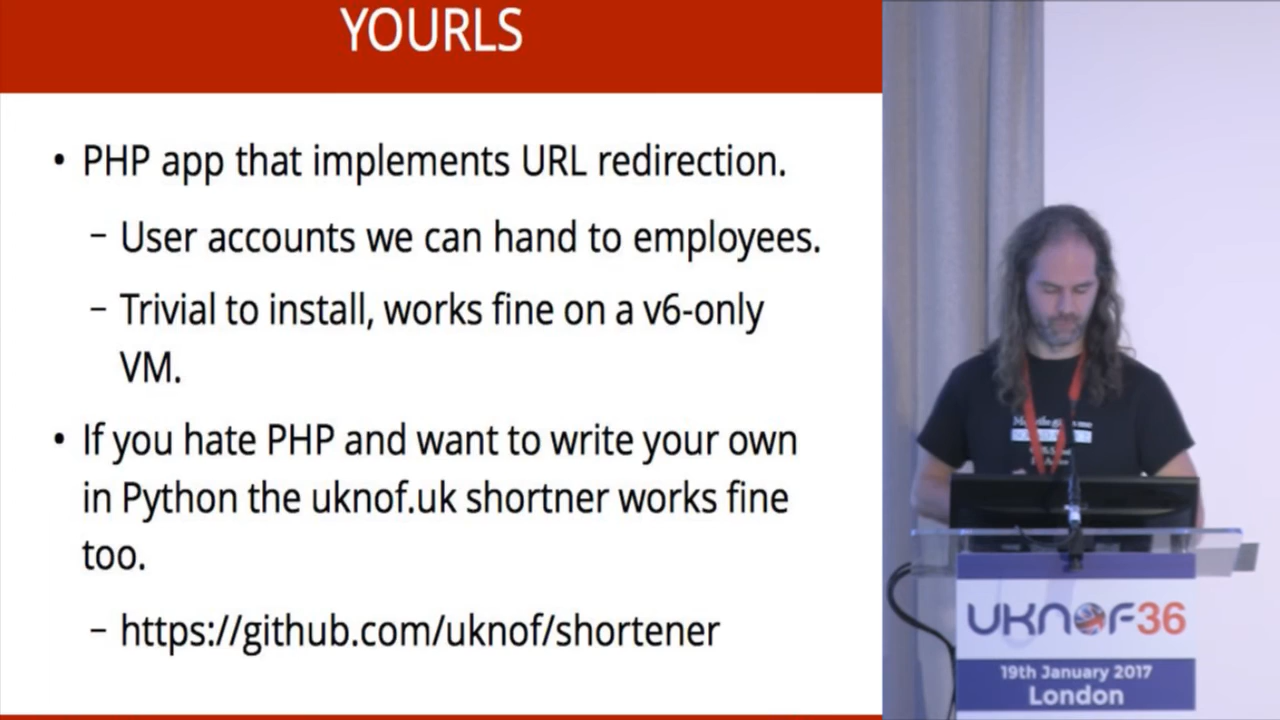 YOURLS
• PHP app that implements URL redirection.
– User accounts we can hand to employees.
– Trivial to install, works fine on a v6-only
VM.
• If you hate PHP and want to write your own
in Python the uknof.uk shortner works fine
too.
– https://github.com/uknof/shortener
UKNOF36
19th January 2017
London